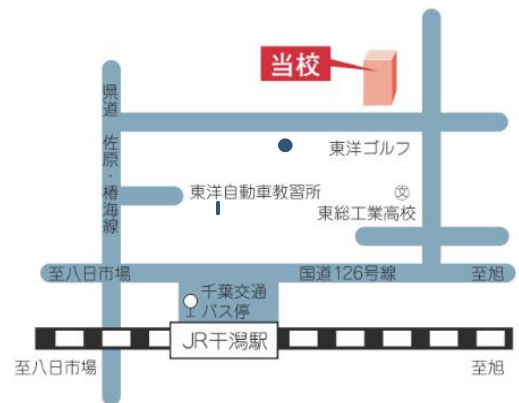 当校
県道 佐原・椿海線
東洋ゴルフ
東洋自動車教習所
文
東総工業高校
至八日市場
国道126号線
至旭
千葉交通
バス停
JR干潟駅
至八日市場
至旭